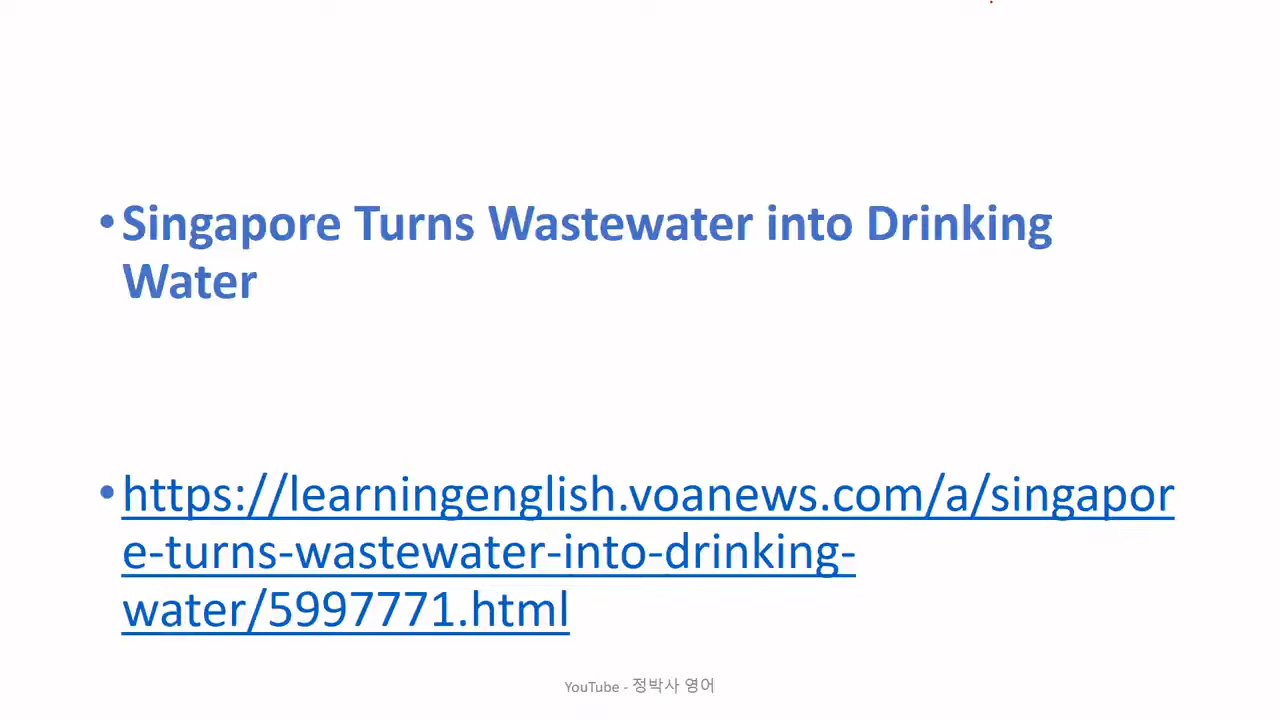 •Singapore Turns Wastewater into Drinking
Water
•https://learningenglish.voanews.com/a/singapor
e-turns-wastewater-into-drinking-
water/5997771.html
YouTube - 정박사 영어